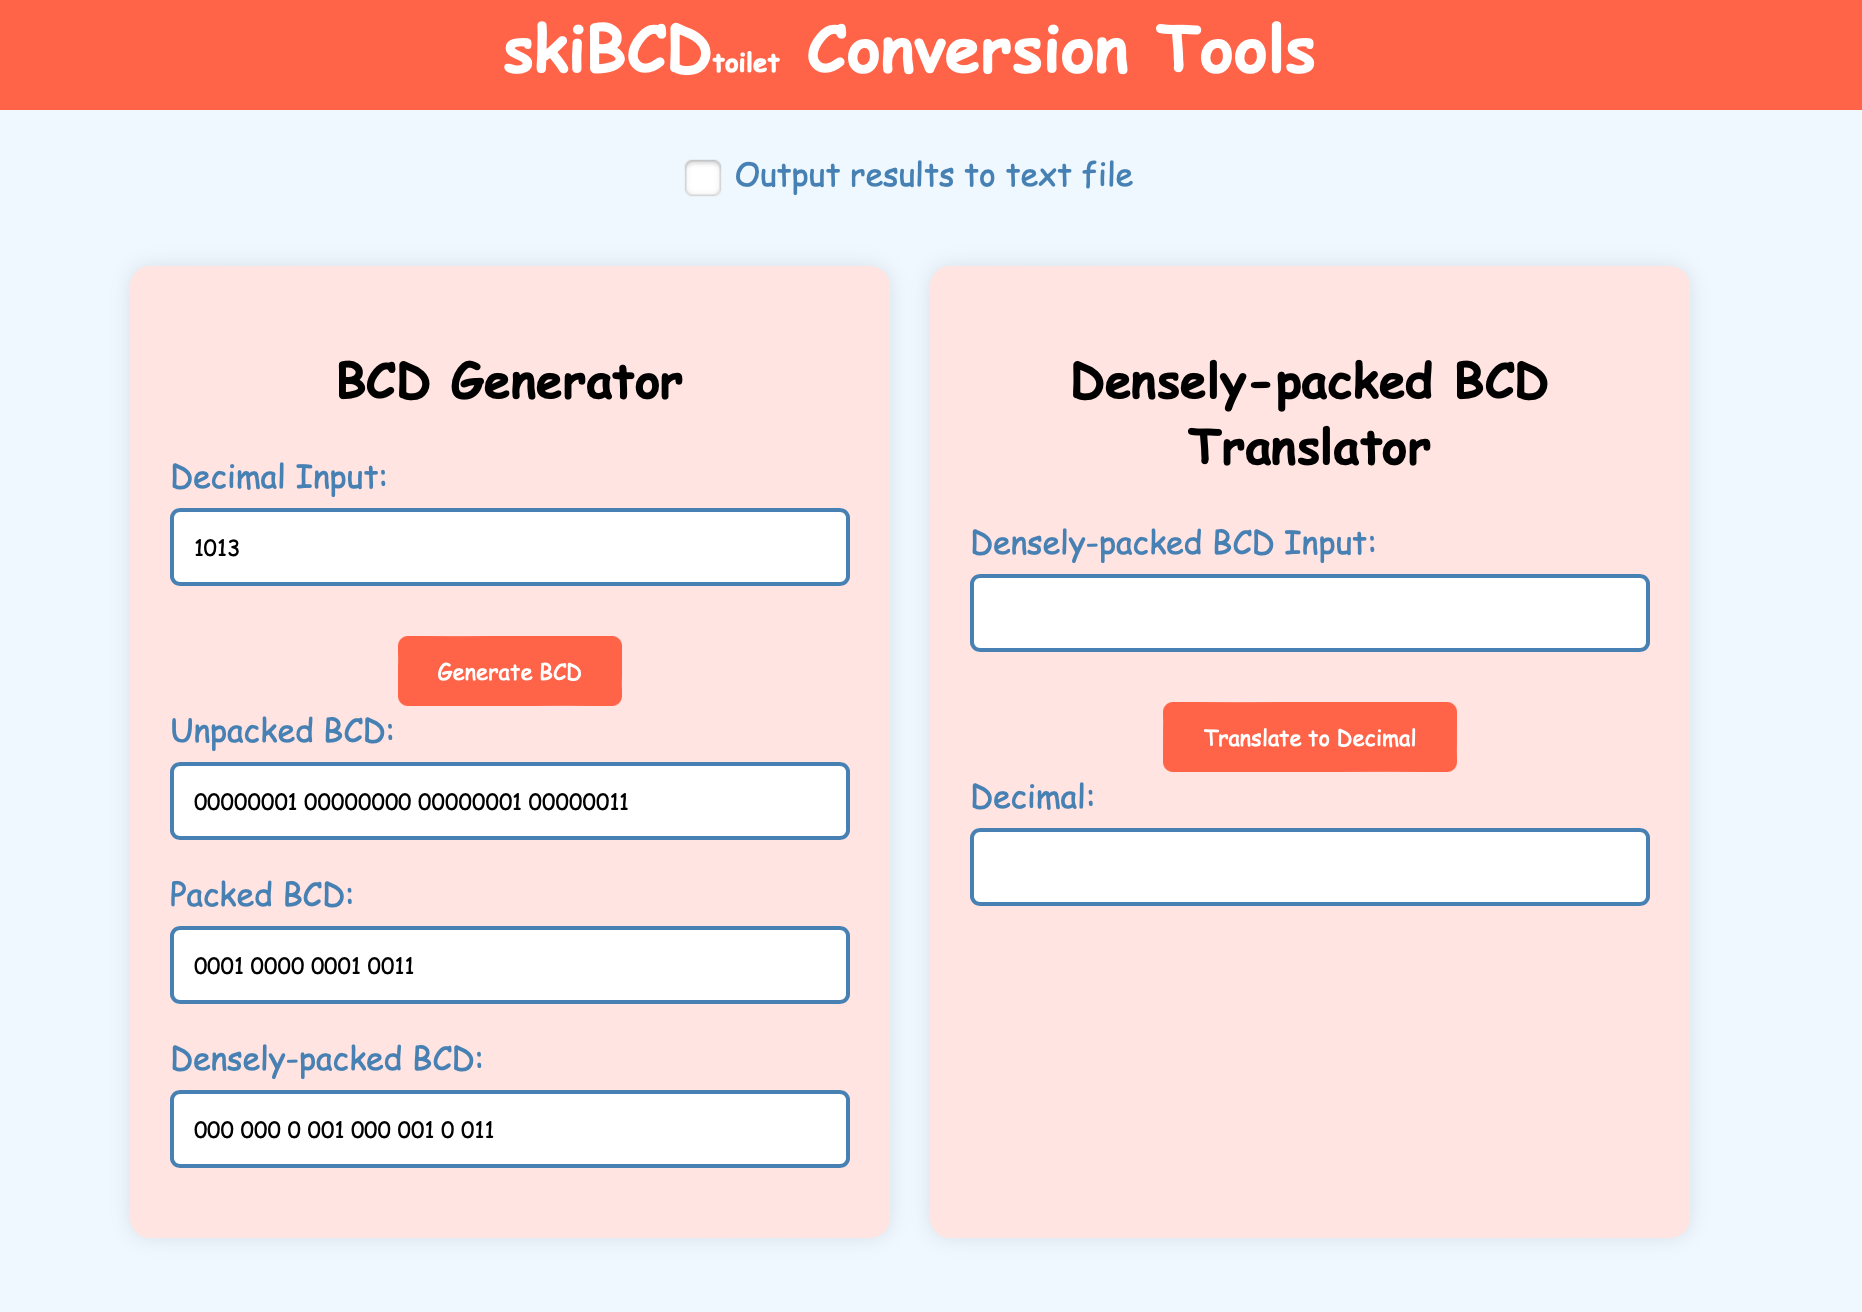 skiBCDtoilet Conversion Tools
Output results to text file
BCD Generator
Decimal Input:
1013
Generate BCD
Unpacked BCD:
00000001 00000000 00000001 00000011
Packed BCD:
0001 0000 0001 0011
Densely-packed BCD:
000 000 0 001 000 001 0 011
Densely-packed BCD
Translator
Densely-packed BCD Input:
Translate to Decimal
Decimal: